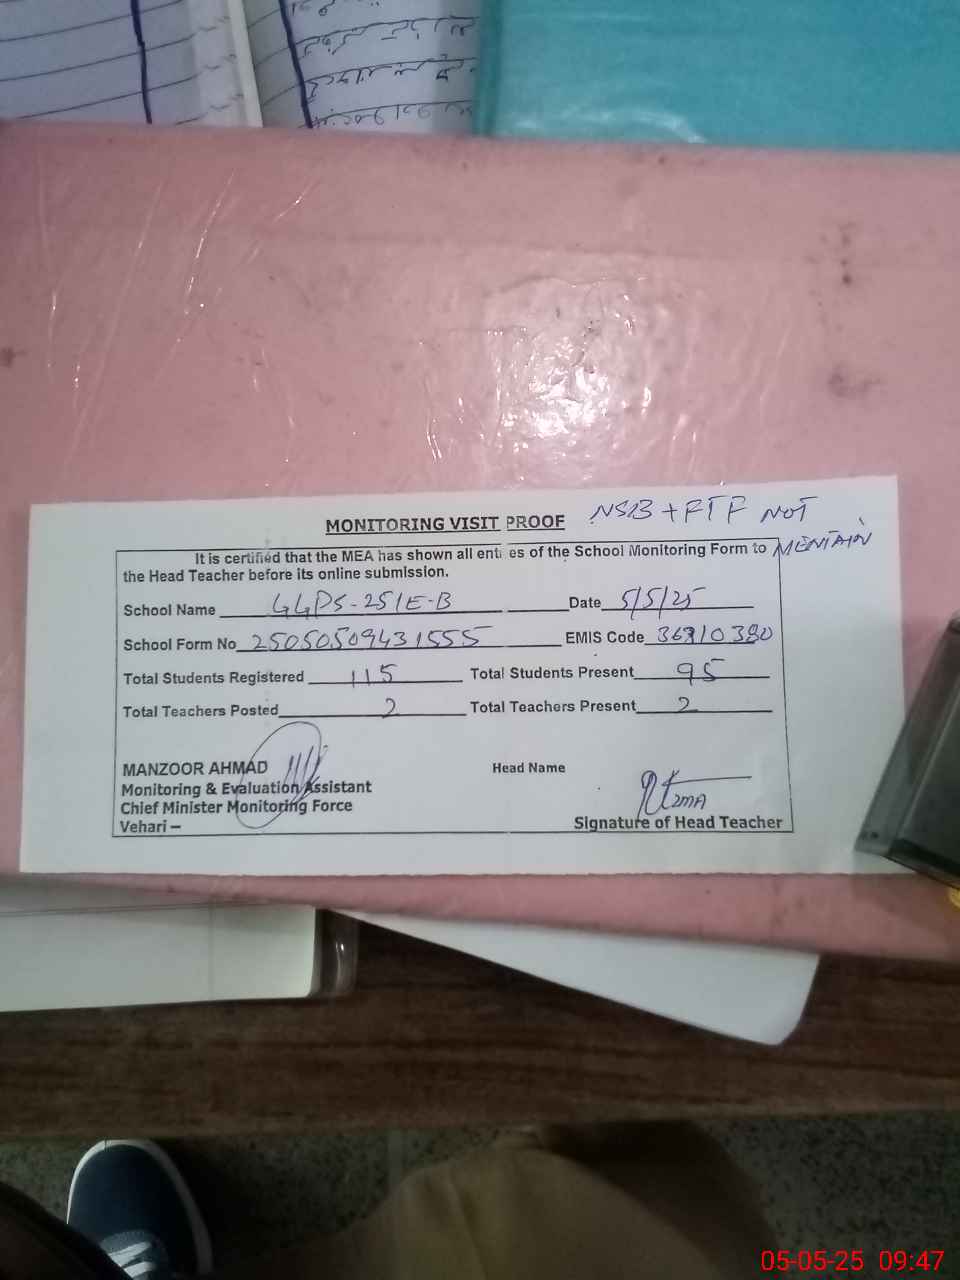 MONITORING VISIT PROOF NSB + FTF NOT
MENTAIN
It is certified that the MEA has shown all entries of the School Monitoring Form to
the Head Teacher before its online submission.
School Name GGPS-251E-B Date 5/5/25
School Form No 25050509431555 EMIS Code 36310380
Total Students Registered 115 Total Students Present 95
Total Teachers Posted 2 Total Teachers Present 2
MANZOOR AHMAD Head Name
Monitoring & Evaluation Assistant
Chief Minister Monitoring Force
Vehari – Signature of Head Teacher
05-05-25 09:47